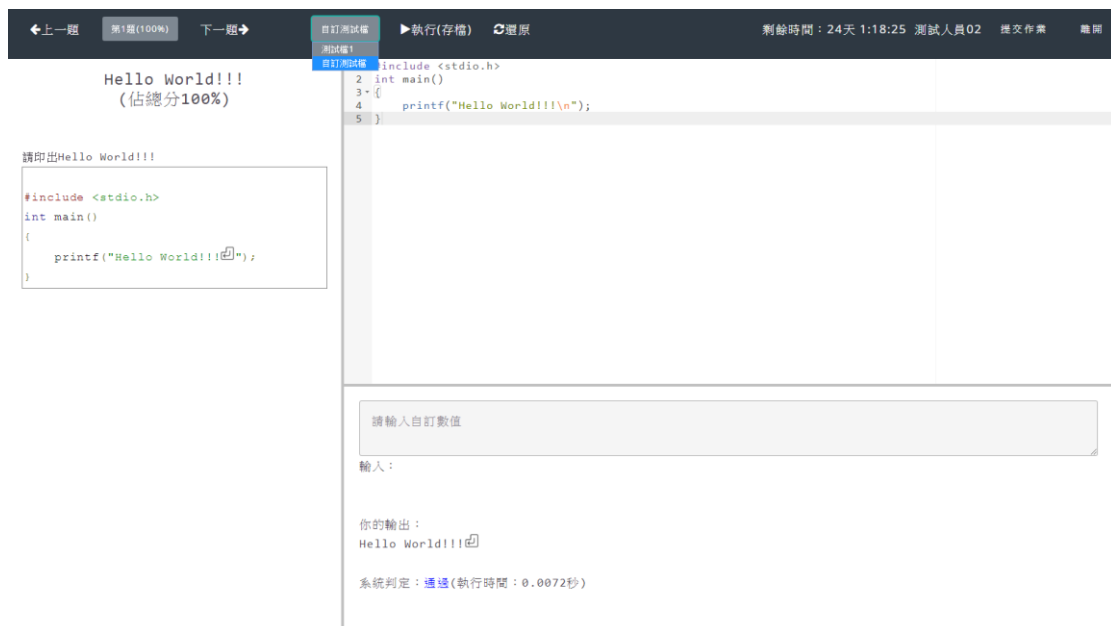 上一題 第1題(100%) 下一題 自訂測試檔 執行(存檔) 還原 剩餘時間：24天 1:18:25 測試人員02 提交作業 離開
測試檔1
自訂測試檔
Hello World!!!
(佔總分100%)
請印出Hello World!!!
#include <stdio.h>
int main()
{
printf("Hello World!!!");
}
#include <stdio.h>
2 int main()
3 {
4 printf("Hello World!!!\n");
5 }
請輸入自訂數值
輸入：
你的輸出：
Hello World!!!
系統判定：通過(執行時間：0.0072秒)